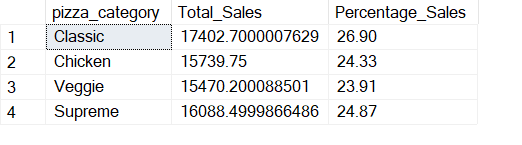 pizza_category Total_Sales Percentage_Sales
1 Classic 17402.7000007629 26.90
2 Chicken 15739.75 24.33
3 Veggie 15470.200088501 23.91
4 Supreme 16088.4999866486 24.87